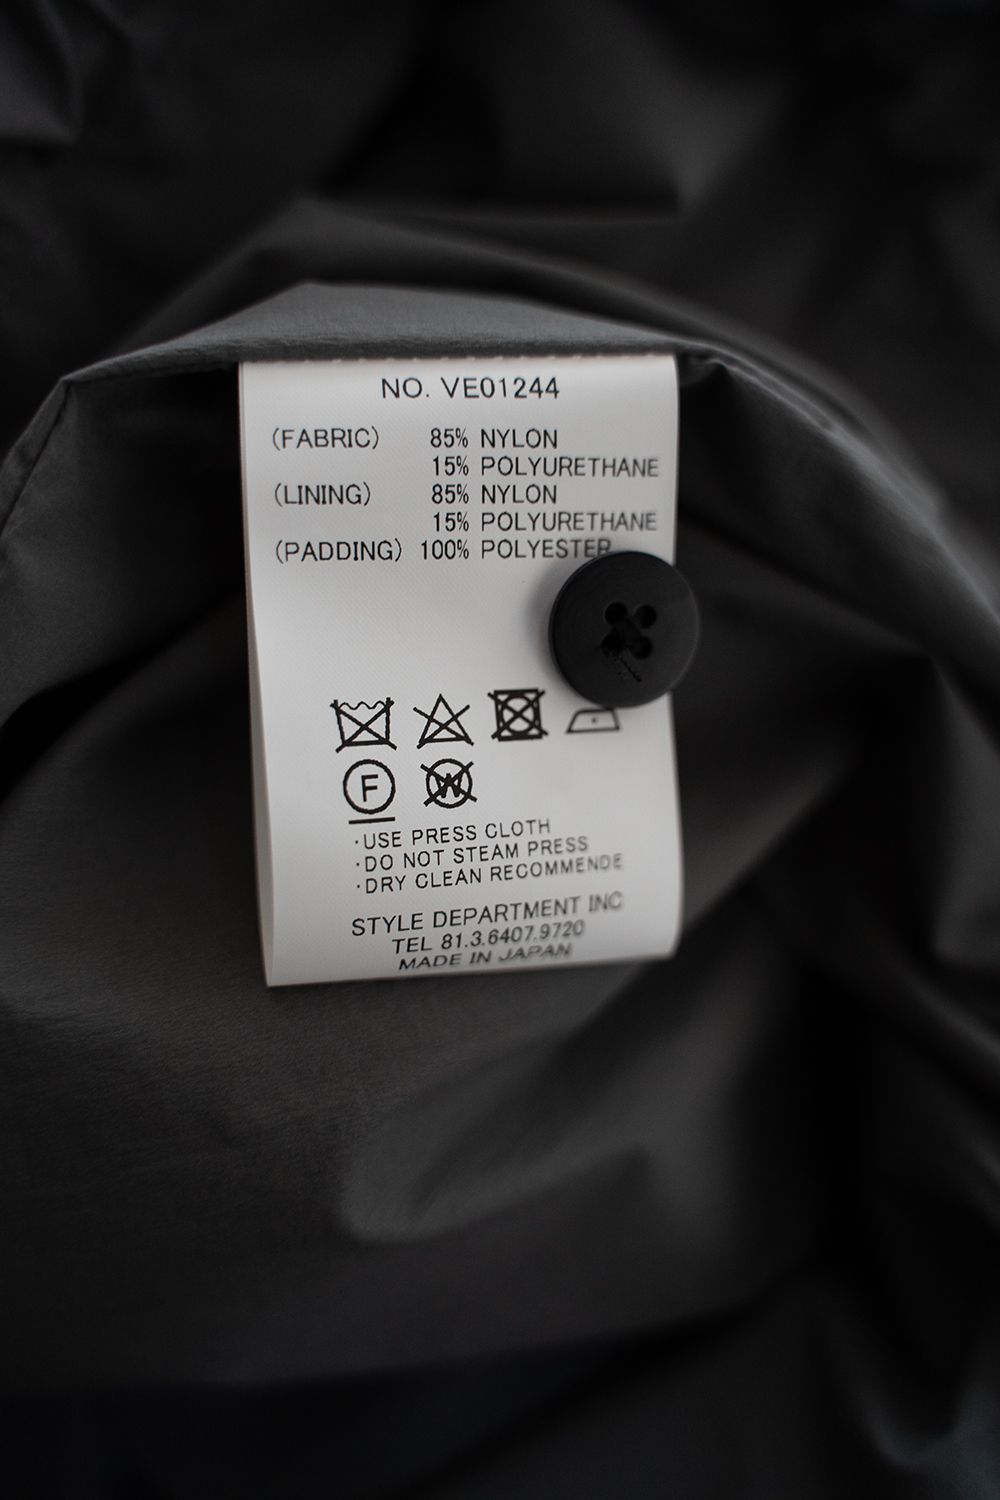 NO. VE01244
(FABRIC) 85% NYLON
15% POLYURETHANE
(LINING) 85% NYLON
15% POLYURETHANE
(PADDING) 100% POLYESTER
F
W
·USE PRESS CLOTH
·DO NOT STEAM PRESS
·DRY CLEAN RECOMMENDE
STYLE DEPARTMENT INC
TEL 81.3.6407.9720
MADE IN JAPAN